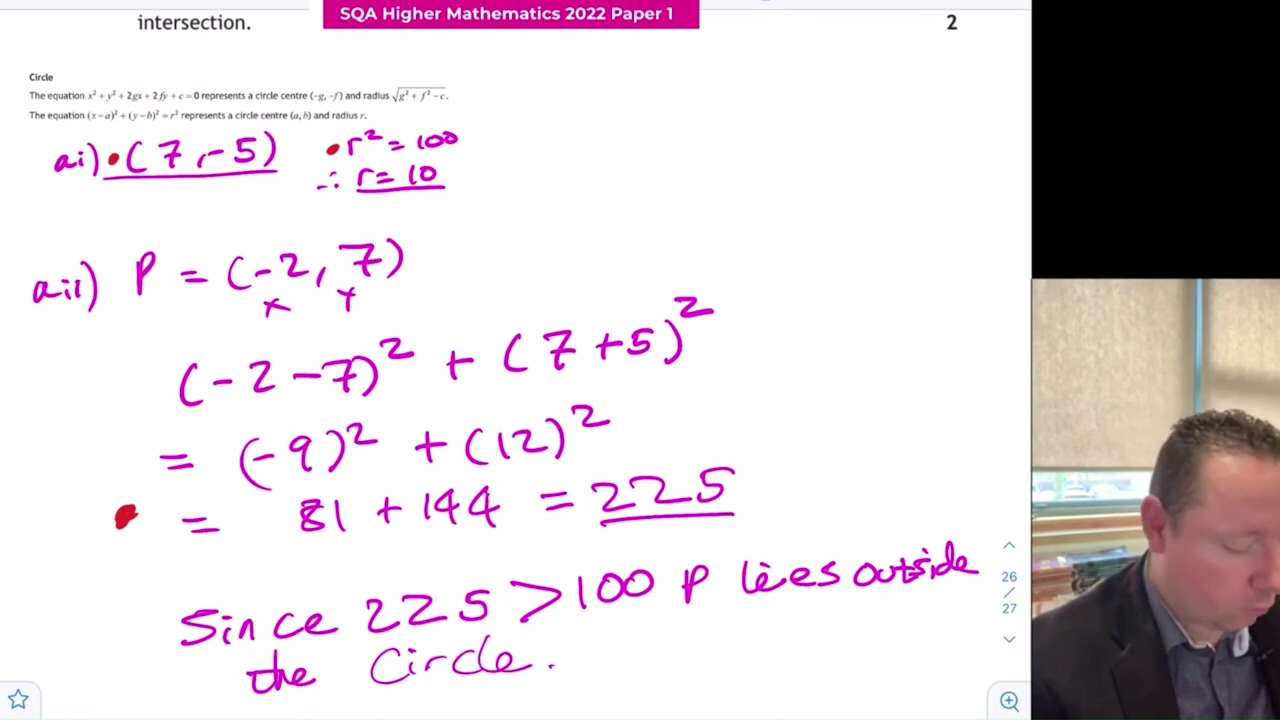 SQA Higher Mathematics 2022 Paper 1
intersection. 2
Circle
The equation x² + y² + 2gx + 2fy + c = 0 represents a circle centre (−g, −f) and radius √(g² + f² − c).
The equation (x − a)² + (y − b)² = r² represents a circle centre (a, b) and radius r.
ai) • (7, -5) • r² = 100
∴ r = 10
aii) P = (-2, 7)
x y
(-2 -7)² + (7 +5)²
= (-9)² + (12)²
= 81 + 144 = 225
Since 225 > 100 P lies outside
the Circle.
26
/
27